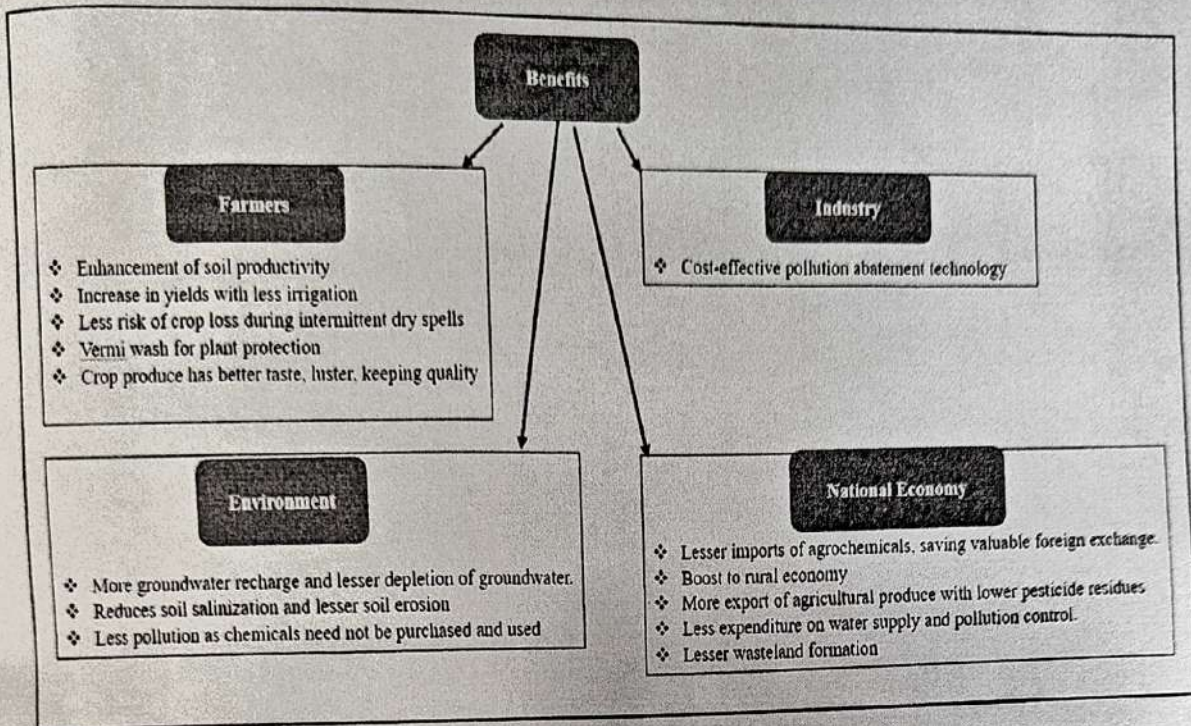 Benefits
Farmers
❖ Enhancement of soil productivity
❖ Increase in yields with less irrigation
❖ Less risk of crop loss during intermittent dry spells
❖ Vermi wash for plant protection
❖ Crop produce has better taste, luster, keeping quality
Industry
❖ Cost-effective pollution abatement technology
Environment
❖ More groundwater recharge and lesser depletion of groundwater.
❖ Reduces soil salinization and lesser soil erosion
❖ Less pollution as chemicals need not be purchased and used
National Economy
❖ Lesser imports of agrochemicals, saving valuable foreign exchange.
❖ Boost to rural economy
❖ More export of agricultural produce with lower pesticide residues
❖ Less expenditure on water supply and pollution control.
❖ Lesser wasteland formation